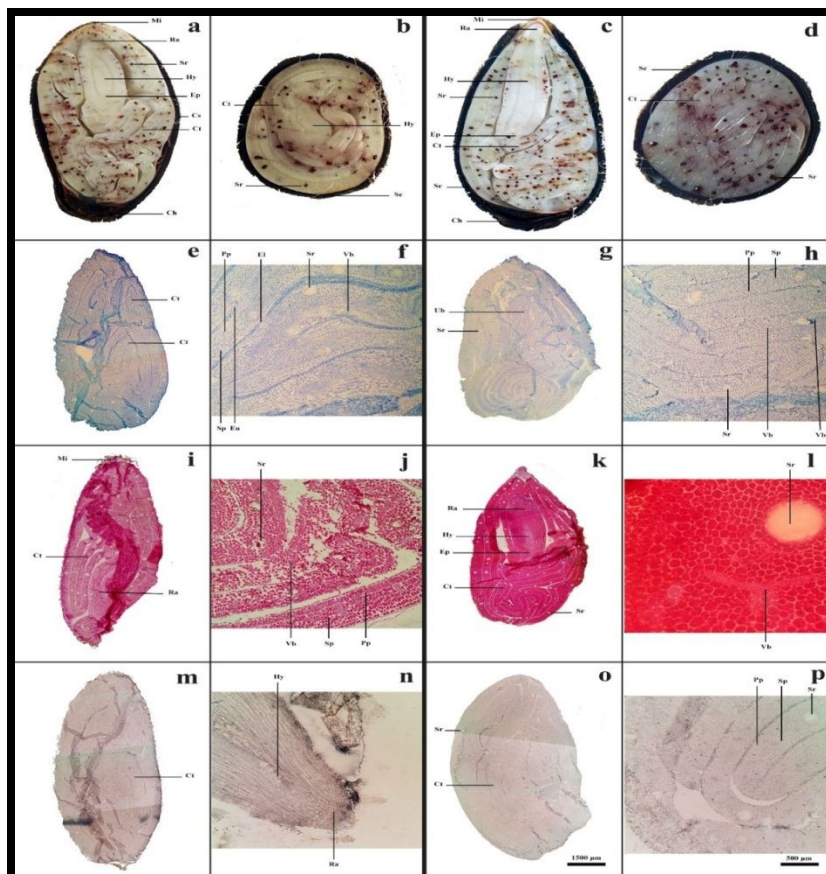 a
Mi
Ra
Sr
Hy
Ep
Cs
Ct
Ch
b
Ct
Hy
Sr
Se
c
Mi
Ra
Hy
Sr
Ep
Ct
Se
Ch
d
Se
Ct
Sr
e
Ct
Ct
f
Pp
El
Sr
Vb
Sp
En
g
Ub
Sr
h
Pp
Sp
Sr
Vb
Vb
i
Mi
Ct
Ra
j
Sr
Vb
Sp
Pp
k
Ra
Hy
Ep
Ct
Sr
l
Sr
Vb
m
Ct
n
Hy
Ra
o
Sr
Ct
1500 µm
p
Pp
Sp
Sr
500 µm